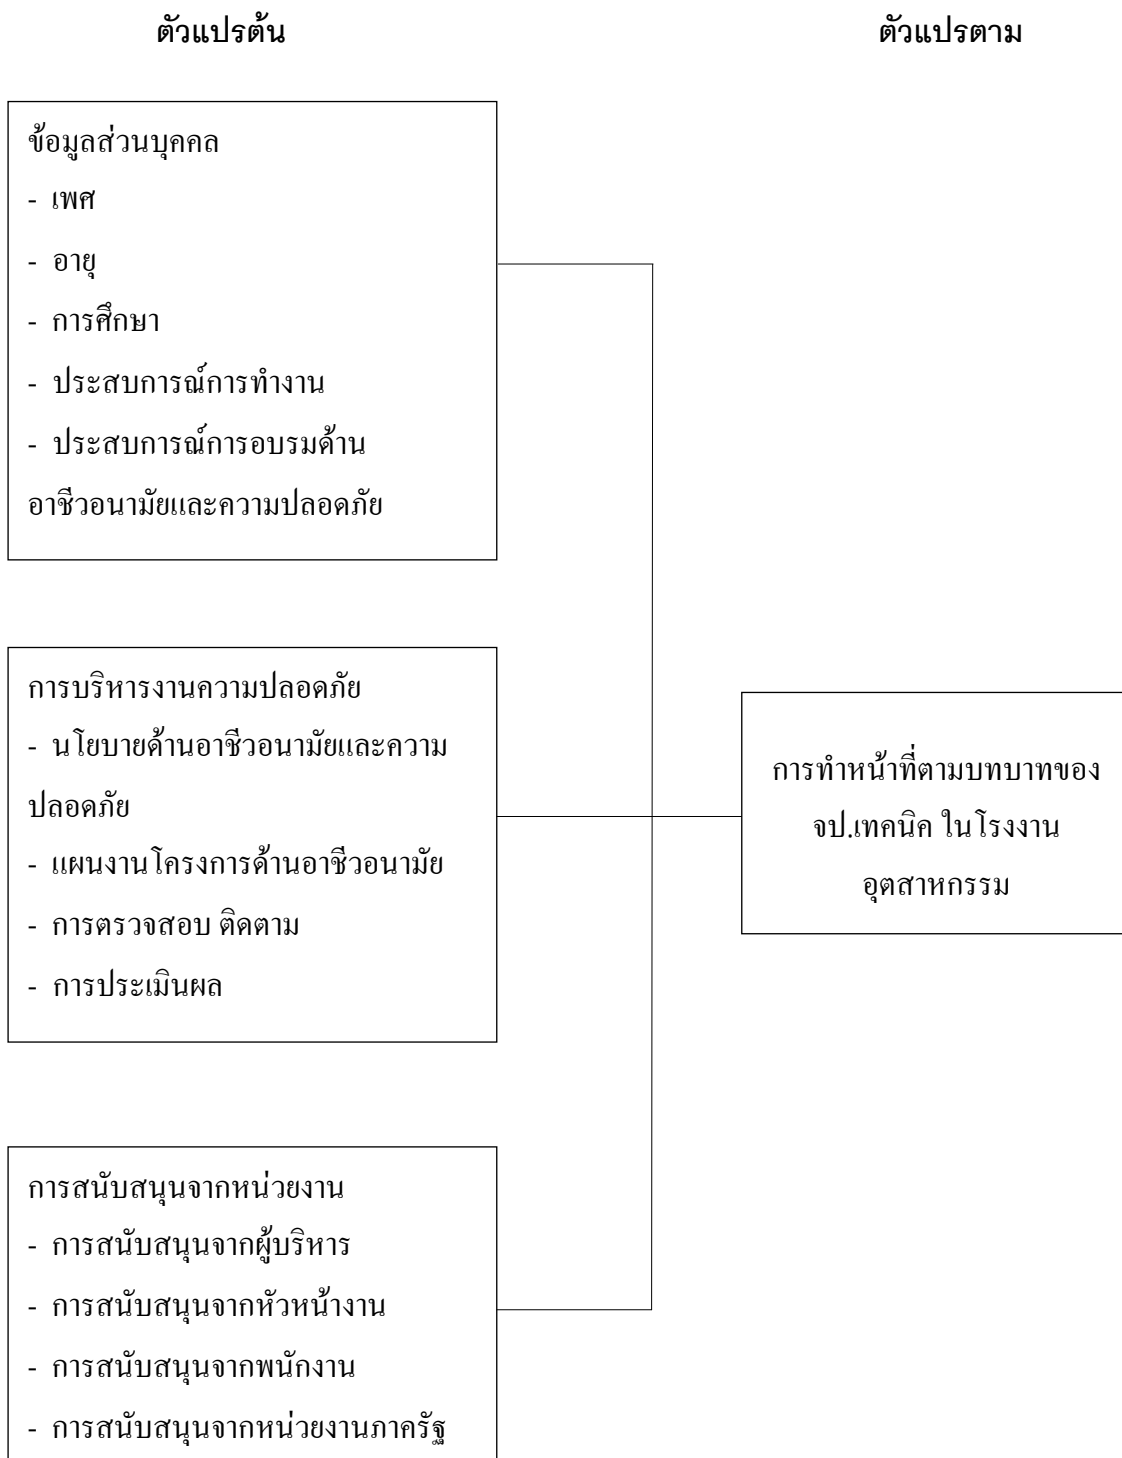 ตัวแปรต้น
ตัวแปรตาม
ข้อมูลส่วนบุคคล
- เพศ
- อายุ
- การศึกษา
- ประสบการณ์การทำงาน
- ประสบการณ์การอบรมด้าน
อาชีวอนามัยและความปลอดภัย
การบริหารงานความปลอดภัย
- นโยบายด้านอาชีวอนามัยและความ
ปลอดภัย
- แผนงานโครงการด้านอาชีวอนามัย
- การตรวจสอบ ติดตาม
- การประเมินผล
การทำหน้าที่ตามบทบาทของ
จป.เทคนิค ในโรงงาน
อุตสาหกรรม
การสนับสนุนจากหน่วยงาน
- การสนับสนุนจากผู้บริหาร
- การสนับสนุนจากหัวหน้างาน
- การสนับสนุนจากพนักงาน
- การสนับสนุนจากหน่วยงานภาครัฐ